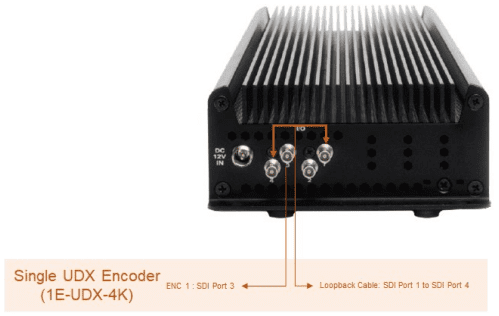 I/O
DC
12V
IN
Single UDX Encoder
(1E-UDX-4K)
ENC 1 : SDI Port 3
Loopback Cable: SDI Port 1 to SDI Port 4